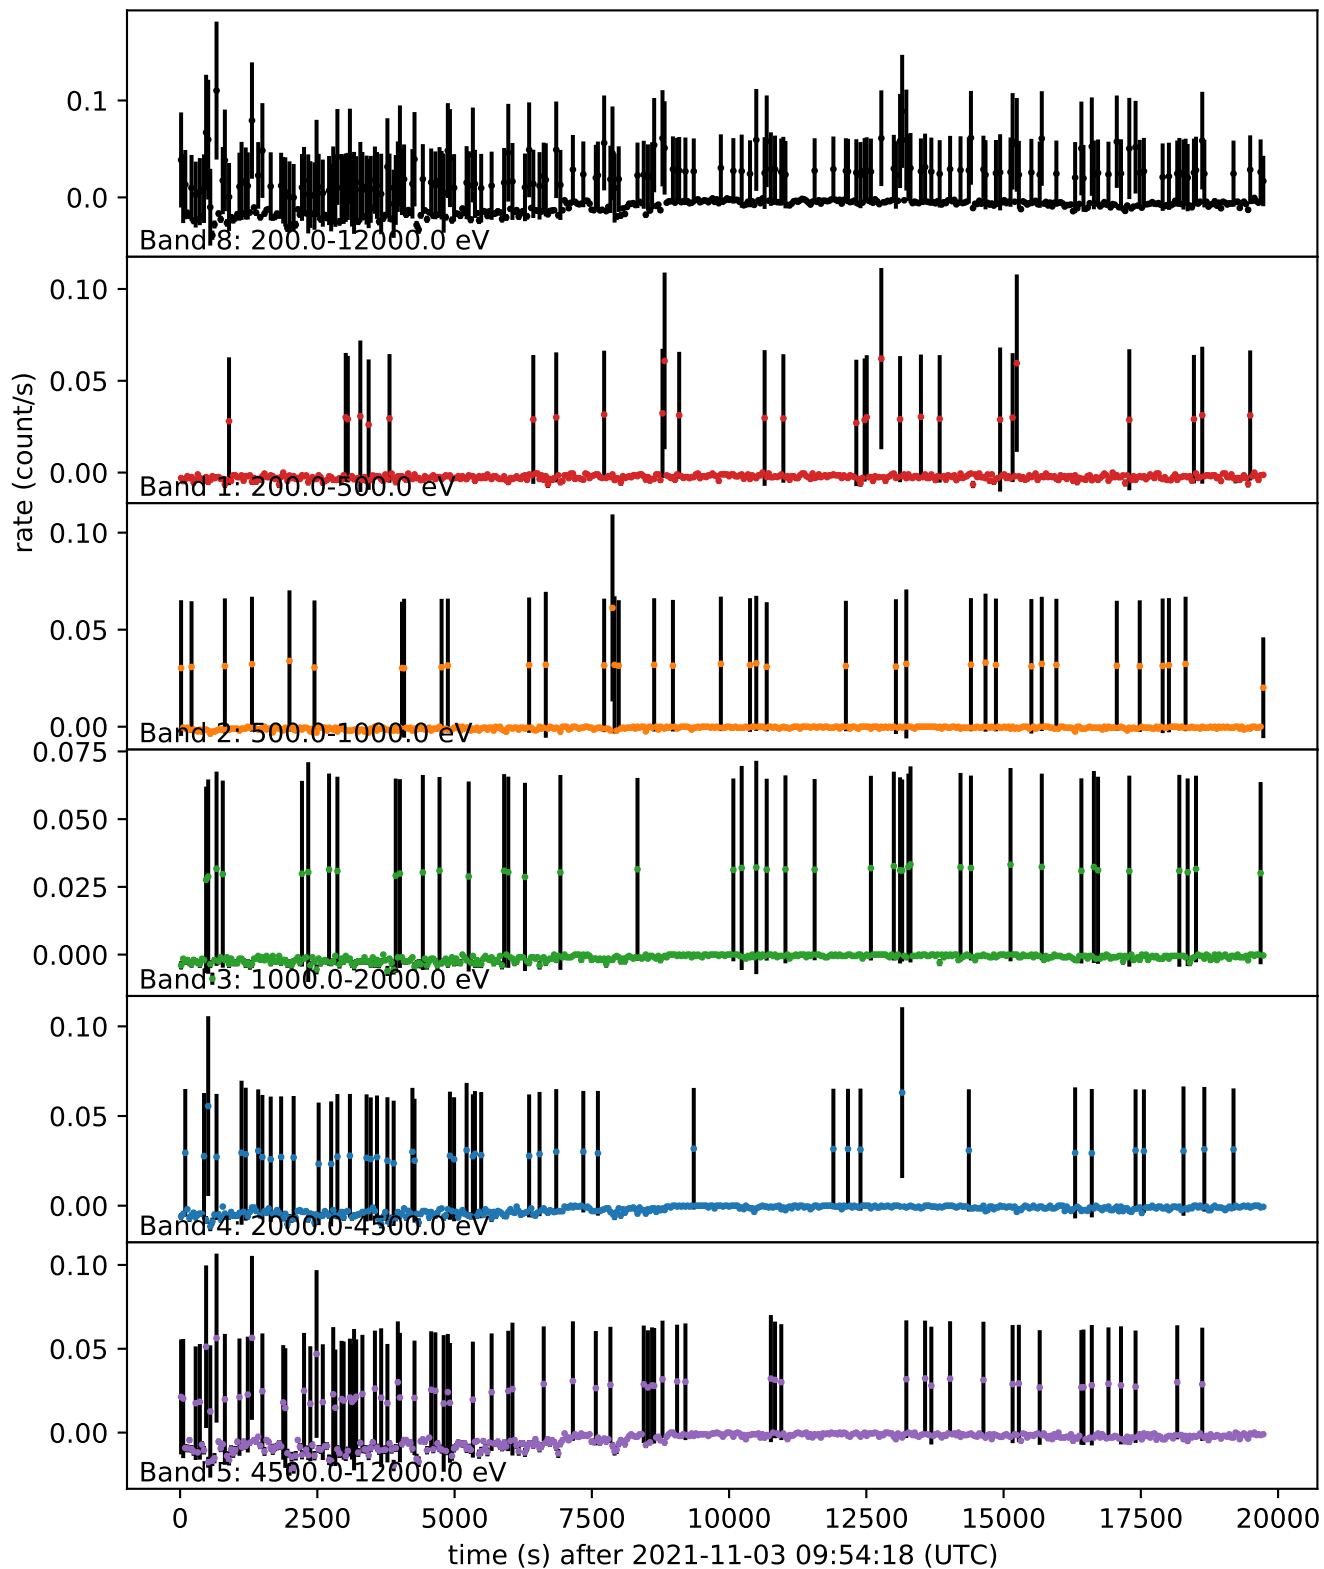 0.1
0.0
Band 8: 200.0-12000.0 eV
0.10
0.05
0.00
Band 1: 200.0-500.0 eV
rate (count/s)
0.10
0.05
0.00
Band 2: 500.0-1000.0 eV
0.075
0.050
0.025
0.000
Band 3: 1000.0-2000.0 eV
0.10
0.05
0.00
Band 4: 2000.0-4500.0 eV
0.10
0.05
0.00
Band 5: 4500.0-12000.0 eV
0 2500 5000 7500 10000 12500 15000 17500 20000
time (s) after 2021-11-03 09:54:18 (UTC)